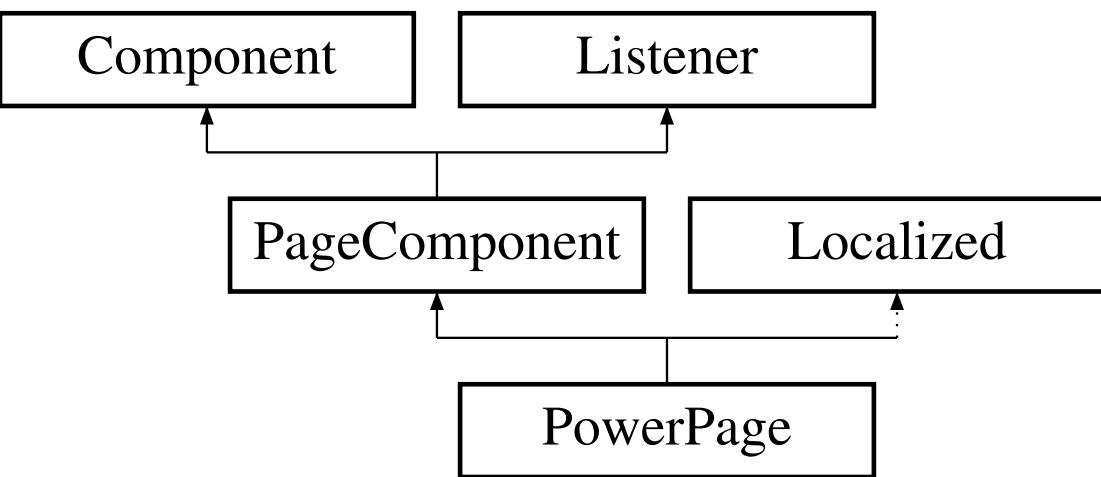 Component
Listener
PageComponent
Localized
PowerPage